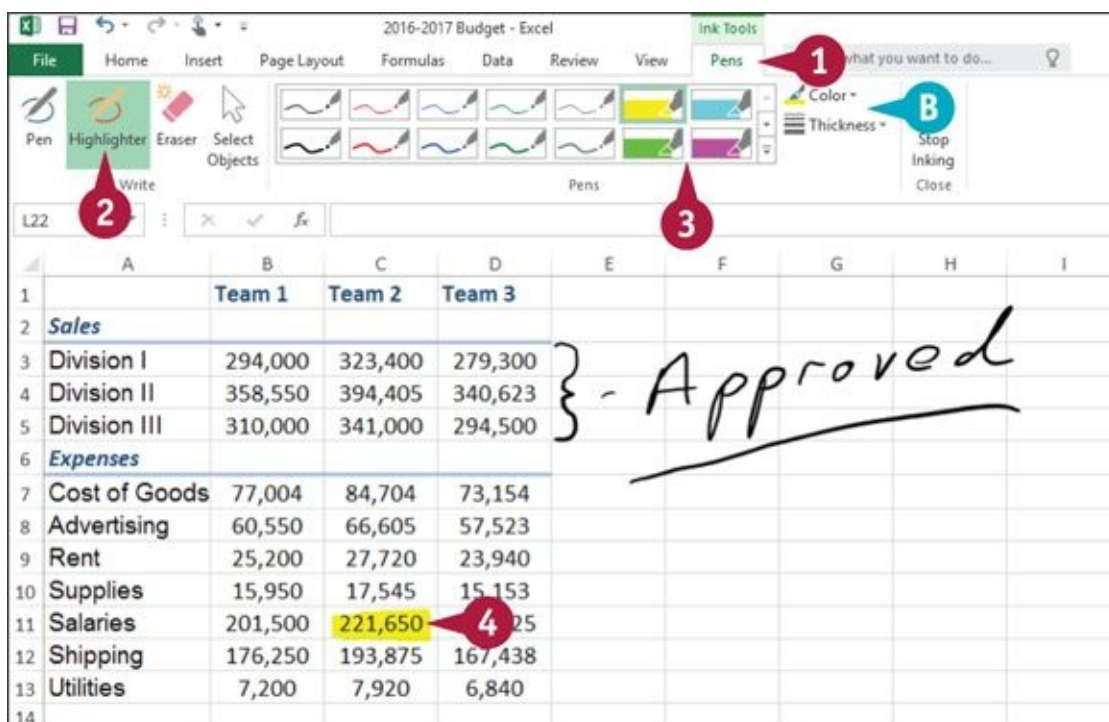 2016-2017 Budget - Excel
Ink Tools
File Home Insert Page Layout Formulas Data Review View Pens 1 what you want to do...
Pen Highlighter Eraser Select Objects
Color
Thickness
B
Stop Inking
Write Pens Close
2
3
L22 fx
A B C D E F G H I
1 Team 1 Team 2 Team 3
2 Sales
3 Division I 294,000 323,400 279,300
4 Division II 358,550 394,405 340,623
5 Division III 310,000 341,000 294,500
} - Approved
6 Expenses
7 Cost of Goods 77,004 84,704 73,154
8 Advertising 60,550 66,605 57,523
9 Rent 25,200 27,720 23,940
10 Supplies 15,950 17,545 15,153
11 Salaries 201,500 221,650 4 25
12 Shipping 176,250 193,875 167,438
13 Utilities 7,200 7,920 6,840
14